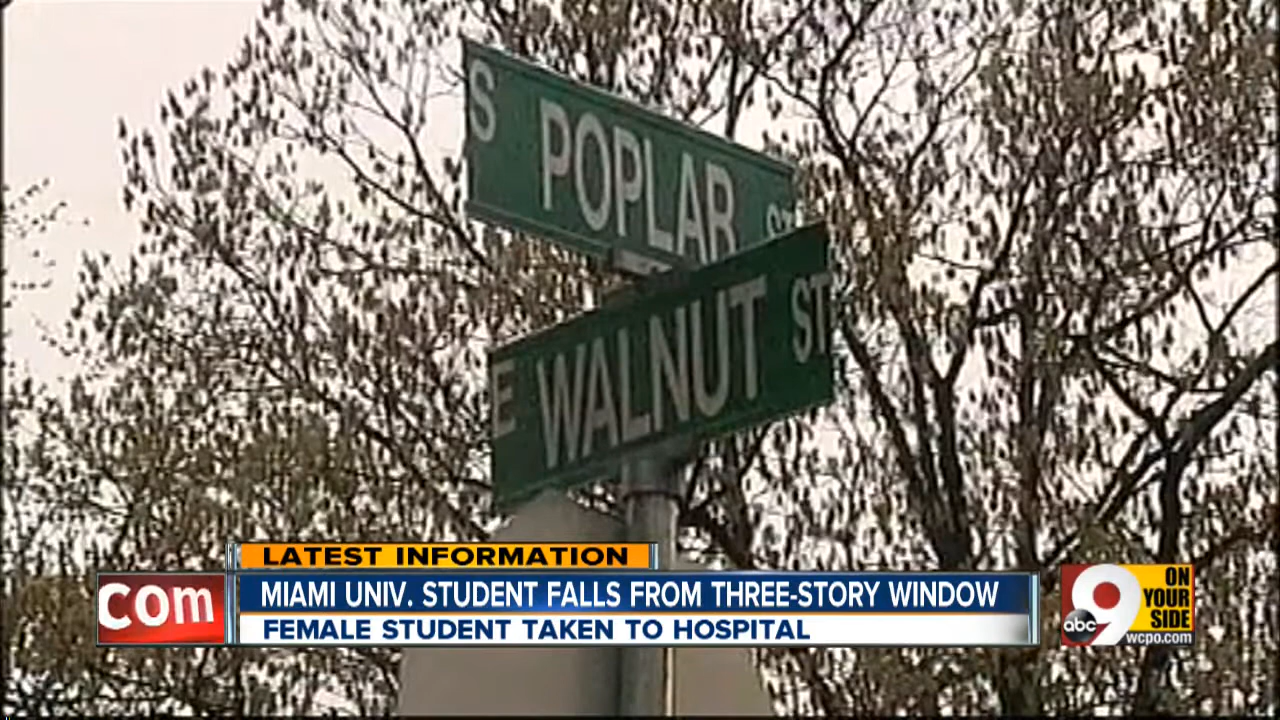 S POPLAR ST
E WALNUT ST
LATEST INFORMATION
com
MIAMI UNIV. STUDENT FALLS FROM THREE-STORY WINDOW
FEMALE STUDENT TAKEN TO HOSPITAL
abc 9 ON YOUR SIDE
wcpo.com